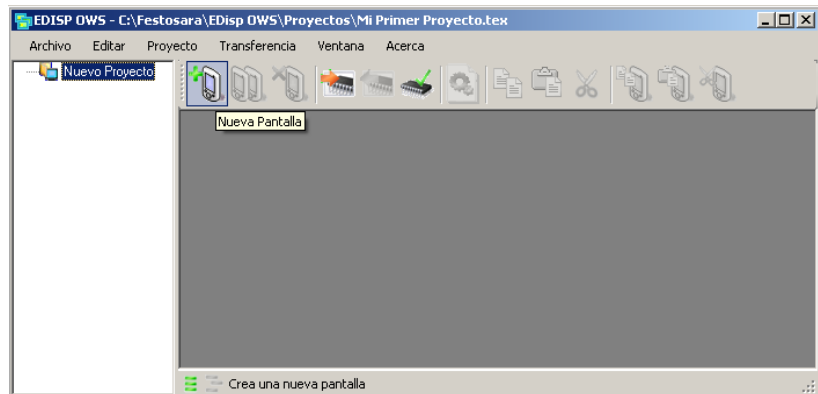 EDISP OWS - C:\Festosara\EDisp OWS\Proyectos\Mi Primer Proyecto.tex
Archivo Editar Proyecto Transferencia Ventana Acerca
Nuevo Proyecto
Nueva Pantalla
Crea una nueva pantalla